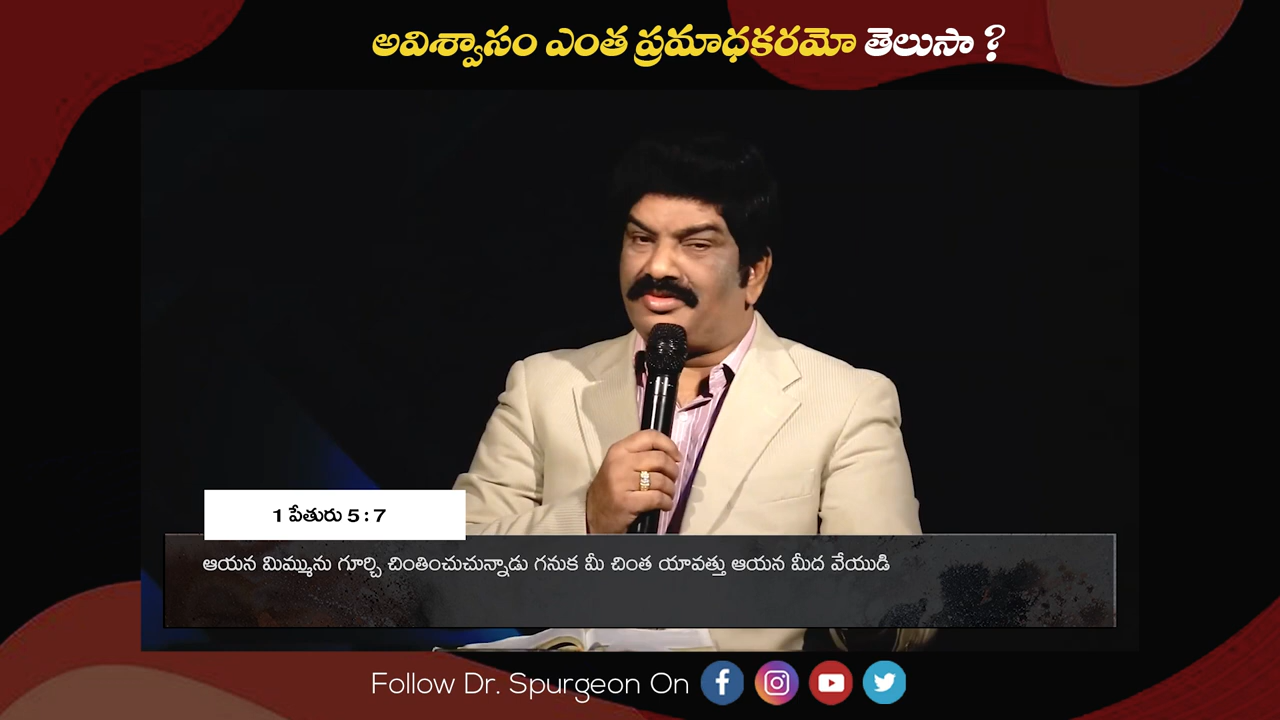 అవిశ్వాసం ఎంత ప్రమాధకరమో తెలుసా ?
1 పేతురు 5 : 7
ఆయన మిమ్మును గూర్చి చింతించుచున్నాడు గనుక మీ చింత యావత్తు ఆయన మీద వేయుడి
Follow Dr. Spurgeon On